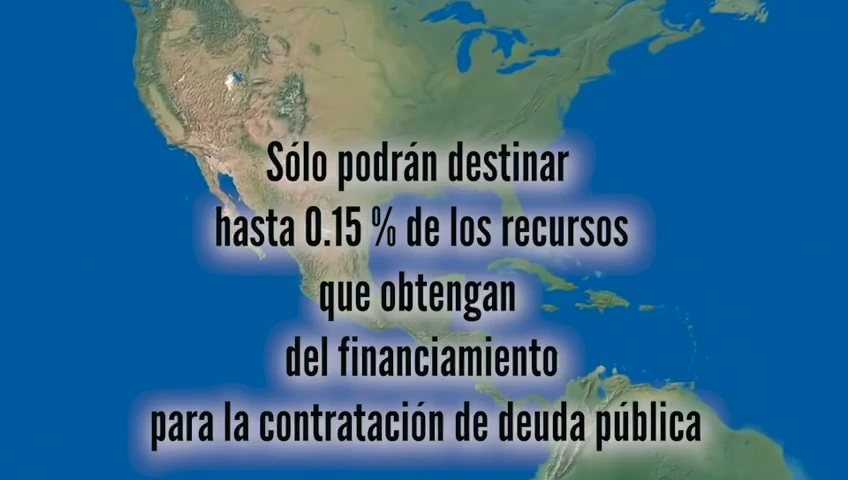 Sólo podrán destinar
hasta 0.15 % de los recursos
que obtengan
del financiamiento
para la contratación de deuda pública